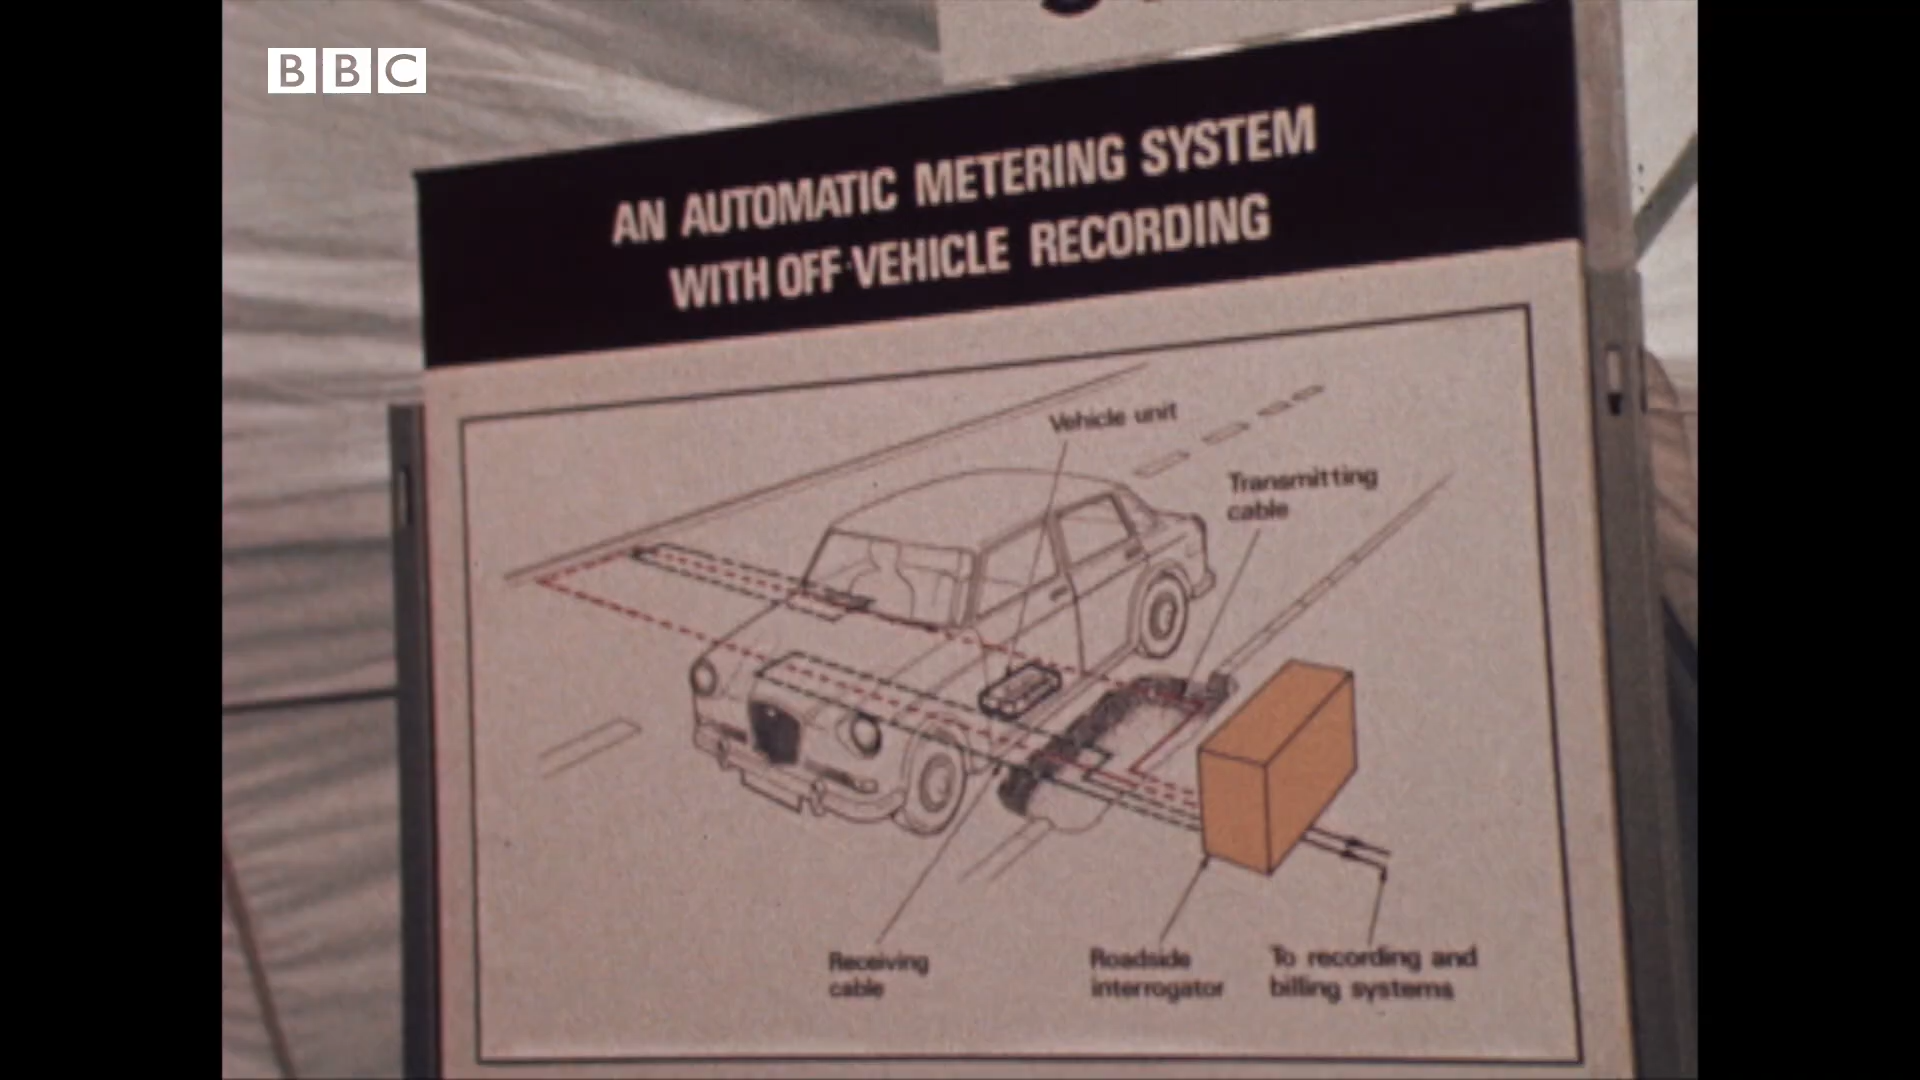 BBC
AN AUTOMATIC METERING SYSTEM
WITH OFF-VEHICLE RECORDING
Vehicle unit
Transmitting
cable
Receiving
cable
Roadside
interrogator
To recording and
billing systems